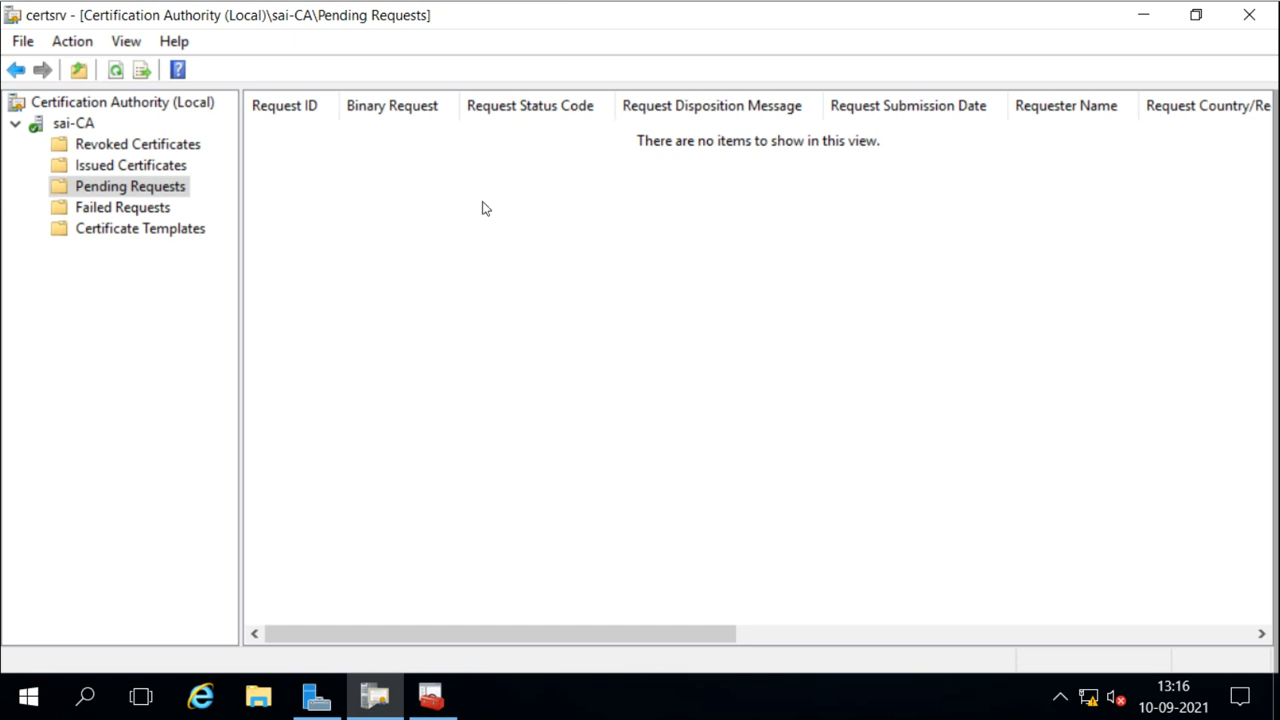 certsrv - [Certification Authority (Local)\sai-CA\Pending Requests]
File Action View Help
Certification Authority (Local)
sai-CA
Revoked Certificates
Issued Certificates
Pending Requests
Failed Requests
Certificate Templates
Request ID Binary Request Request Status Code Request Disposition Message Request Submission Date Requester Name Request Country/Re
There are no items to show in this view.
13:16
10-09-2021